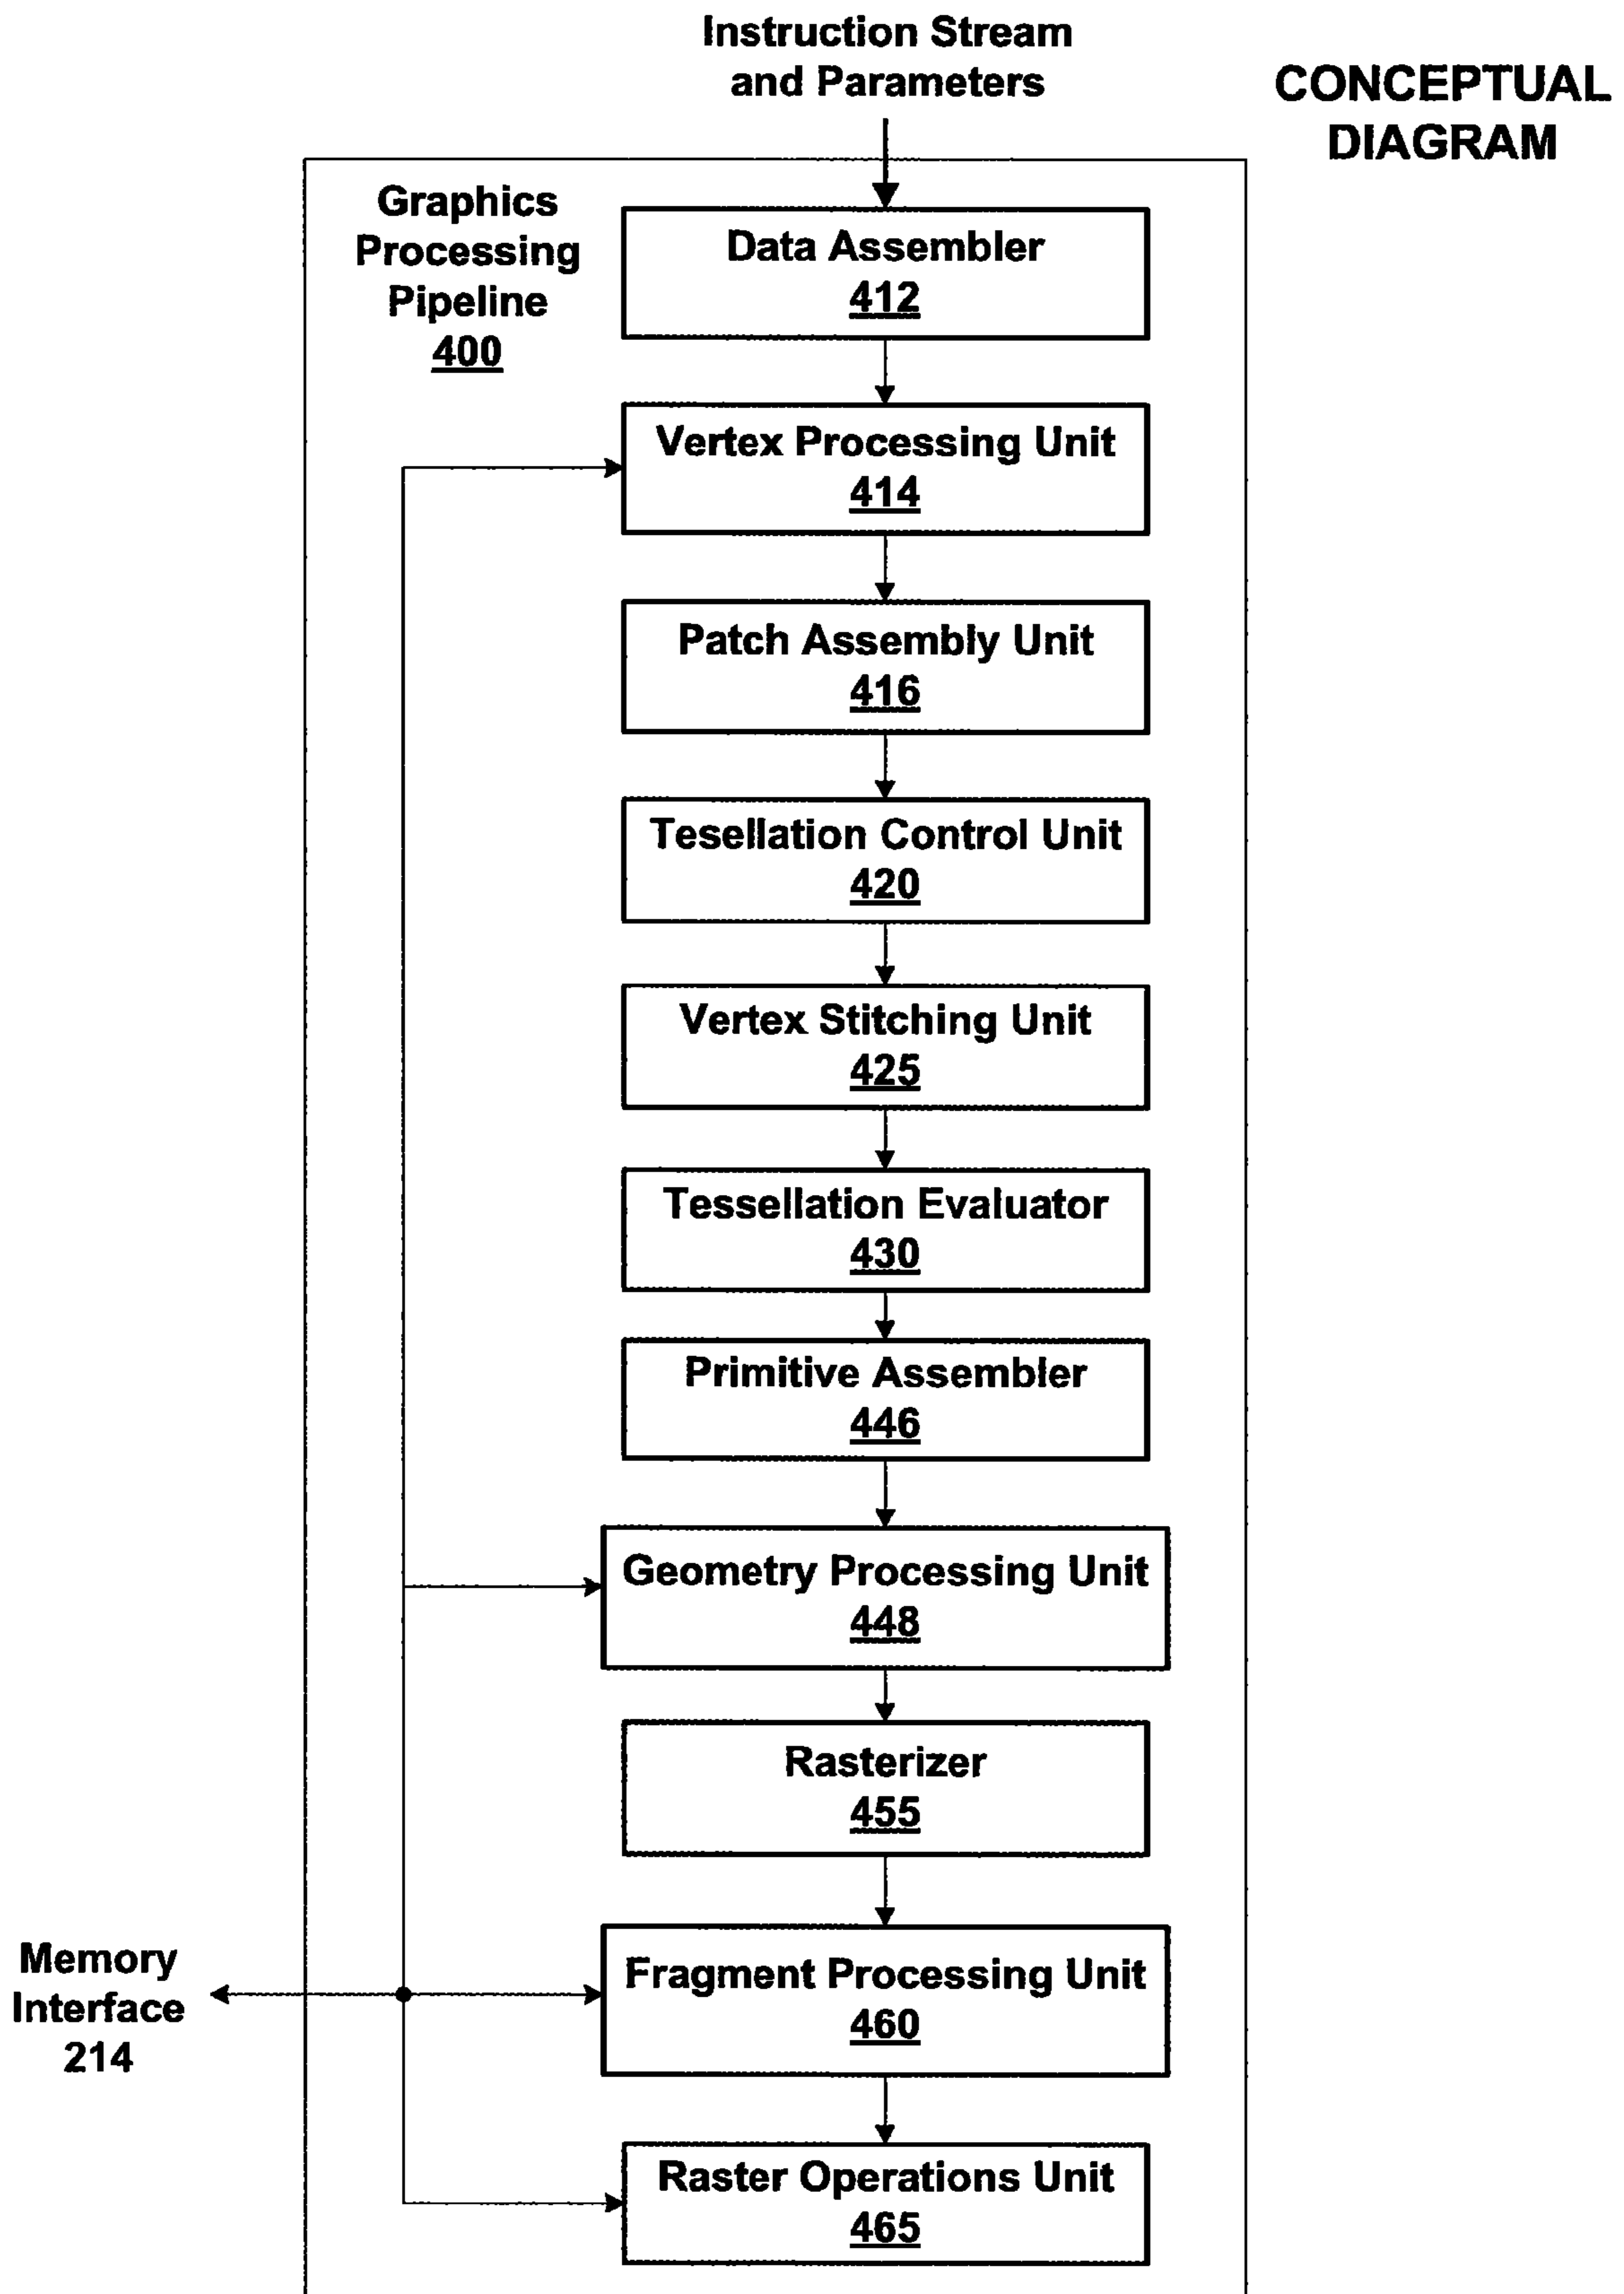 Instruction Stream
and Parameters
CONCEPTUAL
DIAGRAM
Graphics
Processing
Pipeline
400
Data Assembler
412
Vertex Processing Unit
414
Patch Assembly Unit
416
Tesellation Control Unit
420
Vertex Stitching Unit
425
Tessellation Evaluator
430
Primitive Assembler
446
Geometry Processing Unit
448
Rasterizer
455
Memory
Interface
214
Fragment Processing Unit
460
Raster Operations Unit
465